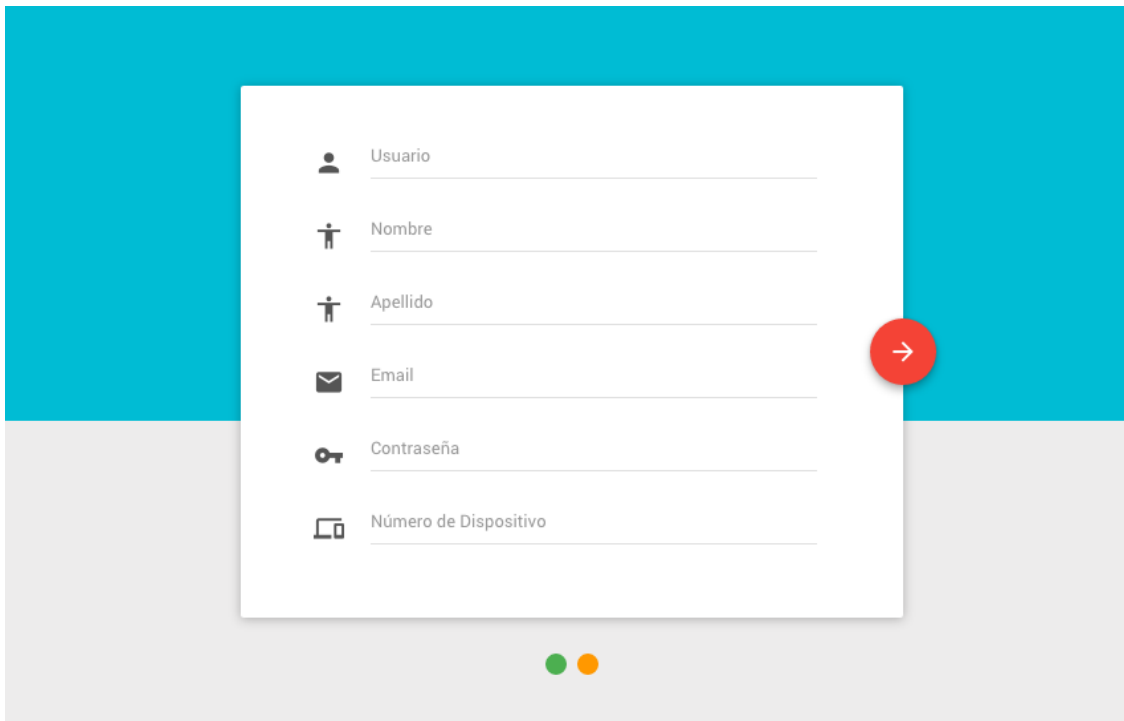 Usuario
Nombre
Apellido
Email
Contraseña
Número de Dispositivo